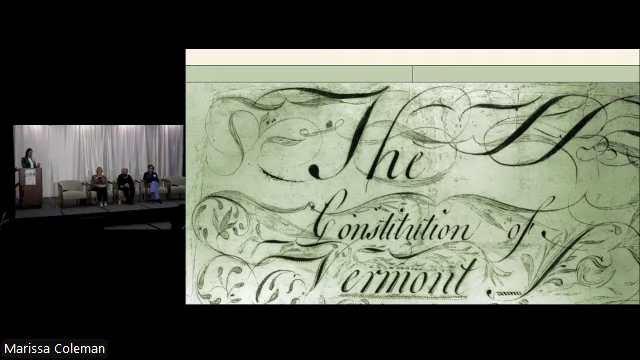 The
Constitution of
Vermont
Marissa Coleman